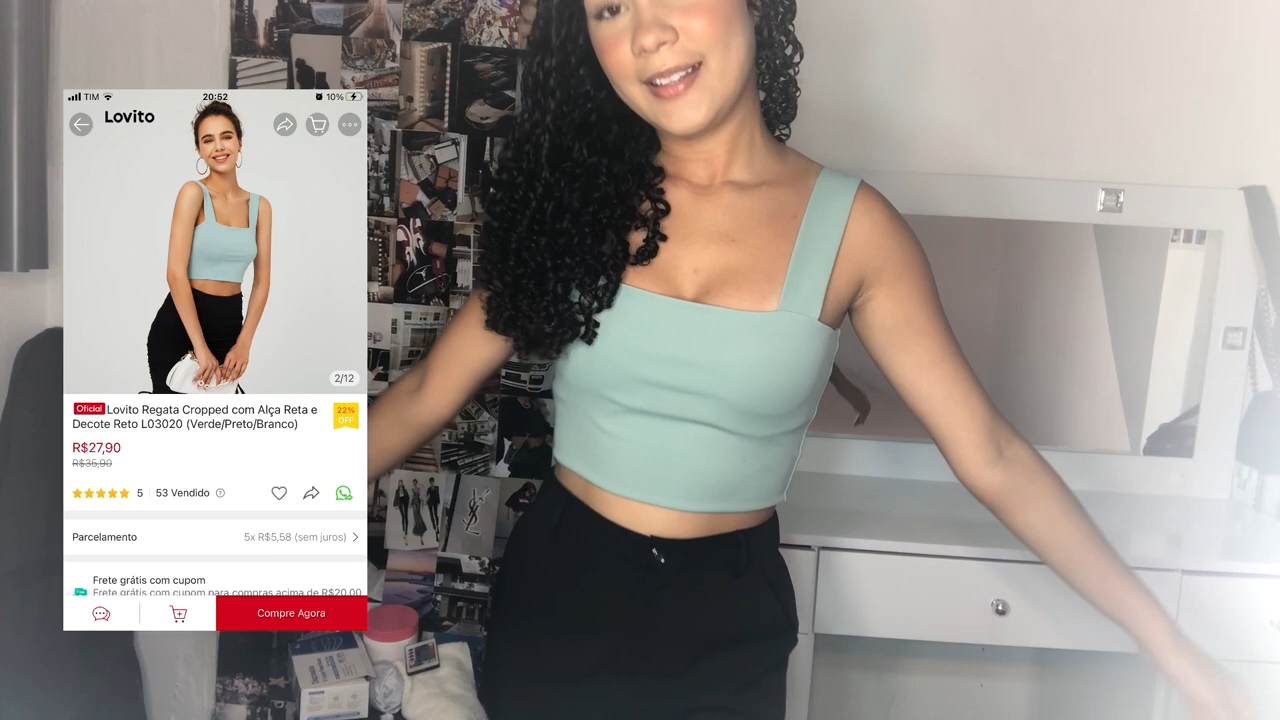 TIM
20:52
10%
Lovito
2/12
Oficial Lovito Regata Cropped com Alça Reta e
Decote Reto L03020 (Verde/Preto/Branco)
22%
OFF
R$27,90
R$35,90
5 53 Vendido
Parcelamento
5x R$5,58 (sem juros)
Frete grátis com cupom
Frete grátis com cupom para compras acima de R$20,00
Compre Agora
YSL